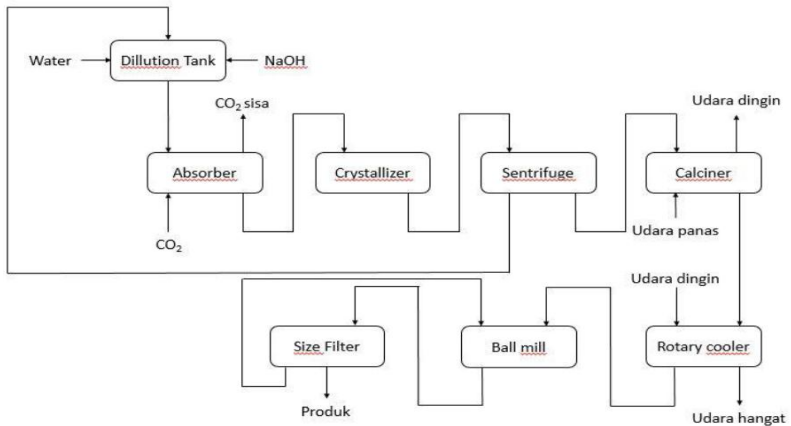 Water
Dillution Tank
NaOH
CO₂ sisa
Udara dingin
Absorber
Crystallizer
Sentrifuge
Calciner
CO₂
Udara panas
Udara dingin
Size Filter
Ball mill
Rotary cooler
Produk
Udara hangat